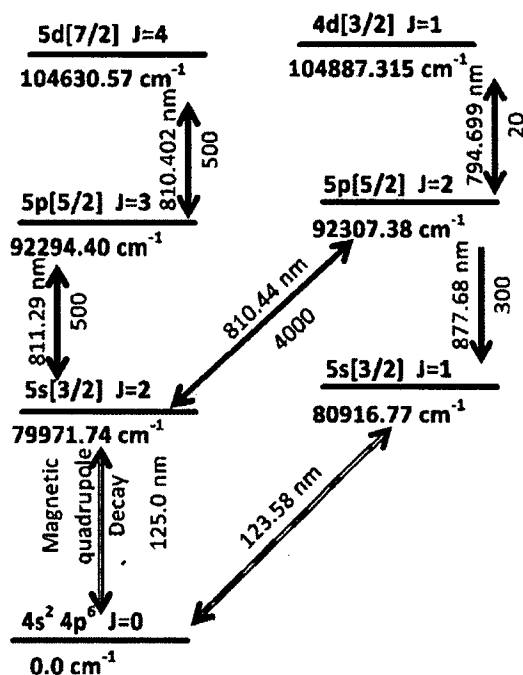 5d[7/2] J=4
104630.57 cm⁻¹
4d[3/2] J=1
104887.315 cm⁻¹
810.402 nm
500
794.699 nm
20
5p[5/2] J=3
92294.40 cm⁻¹
5p[5/2] J=2
92307.38 cm⁻¹
811.29 nm
500
810.44 nm
4000
877.68 nm
300
5s[3/2] J=2
79971.74 cm⁻¹
5s[3/2] J=1
80916.77 cm⁻¹
Magnetic
quadrupole
Decay
125.0 nm
123.58 nm
4s² 4p⁶ J=0
0.0 cm⁻¹